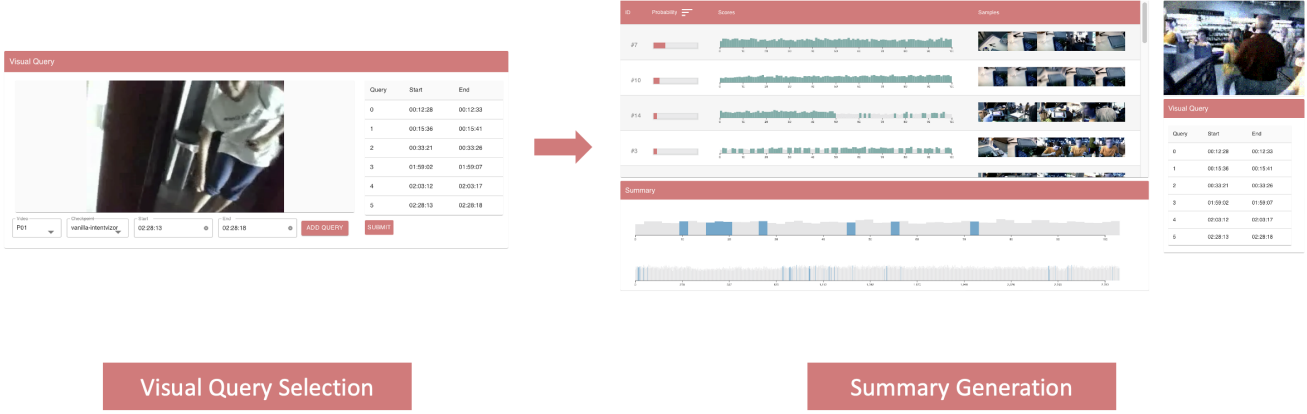 Visual Query
Query Start End
0 00:12:28 00:12:33
1 00:15:36 00:15:41
2 00:33:21 00:33:26
3 01:59:02 01:59:07
4 02:03:12 02:03:17
5 02:28:13 02:28:18
Video Checkpoint Start End
P01 vanilla-intentvizor 02:28:13 02:28:18 ADD QUERY SUBMIT
ID Probability Scores Samples
#7
#10
#14
#3
Summary
Visual Query
Query Start End
0 00:12:28 00:12:33
1 00:15:36 00:15:41
2 00:33:21 00:33:26
3 01:59:02 01:59:07
4 02:03:12 02:03:17
5 02:28:13 02:28:18
Visual Query Selection
Summary Generation